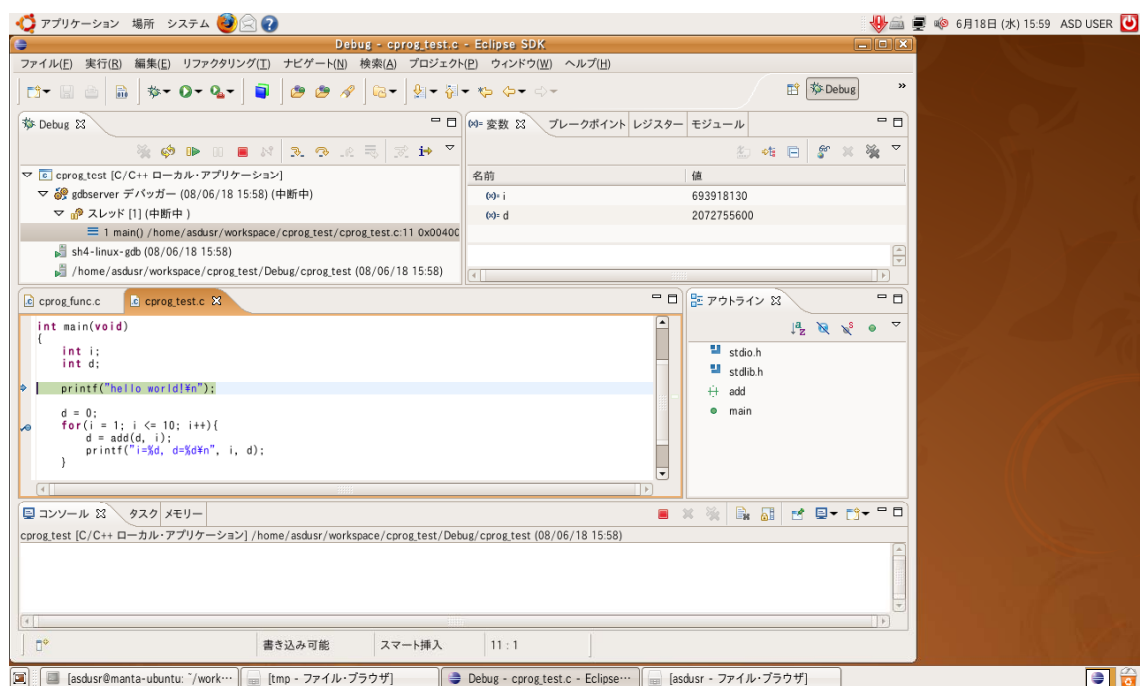 アプリケーション 場所 システム 6月18日 (水) 15:59 ASD USER
Debug - cprog_test.c - Eclipse SDK
ファイル(F) 実行(R) 編集(E) リファクタリング(T) ナビゲート(N) 検索(A) プロジェクト(P) ウィンドウ(W) ヘルプ(H)
Debug »
Debug
変数 ブレークポイント レジスター モジュール
cprog_test [C/C++ ローカル・アプリケーション]
gdbserver デバッガー (08/06/18 15:58) (中断中)
スレッド [1] (中断中 )
1 main() /home/asdusr/workspace/cprog_test/cprog_test.c:11 0x0040
sh4-linux-gdb (08/06/18 15:58)
/home/asdusr/workspace/cprog_test/Debug/cprog_test (08/06/18 15:58)
名前 値
(x)= i 693918130
(x)= d 2072755600
cprog_func.c cprog_test.c
int main(void)
{
int i;
int d;
printf("hello world!¥n");
d = 0;
for(i = 1; i <= 10; i++){
d = add(d, i);
printf("i=%d, d=%d¥n", i, d);
}
アウトライン
stdio.h
stdlib.h
add
main
コンソール タスク メモリー
cprog_test [C/C++ ローカル・アプリケーション] /home/asdusr/workspace/cprog_test/Debug/cprog_test (08/06/18 15:58)
書き込み可能 スマート挿入 11 : 1
[asdusr@manta-ubuntu: ~/work… [tmp - ファイル・ブラウザ] Debug - cprog_test.c - Eclipse… [asdusr - ファイル・ブラウザ]